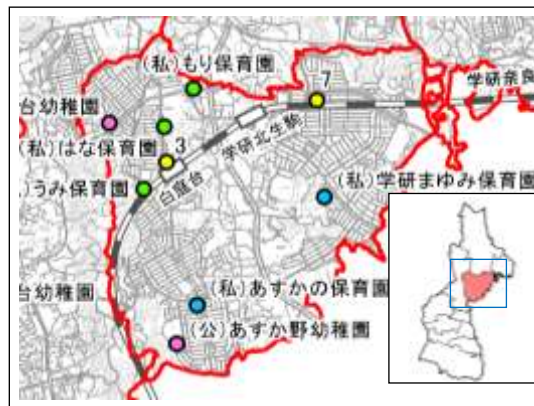 (私)もり保育園
7
学研奈良
台幼稚園
学研北生駒
(私)はな保育園
3
白庭台
)うみ保育園
(私)学研まゆみ保育園
台幼稚園
(私)あすかの保育園
(公)あすか野幼稚園